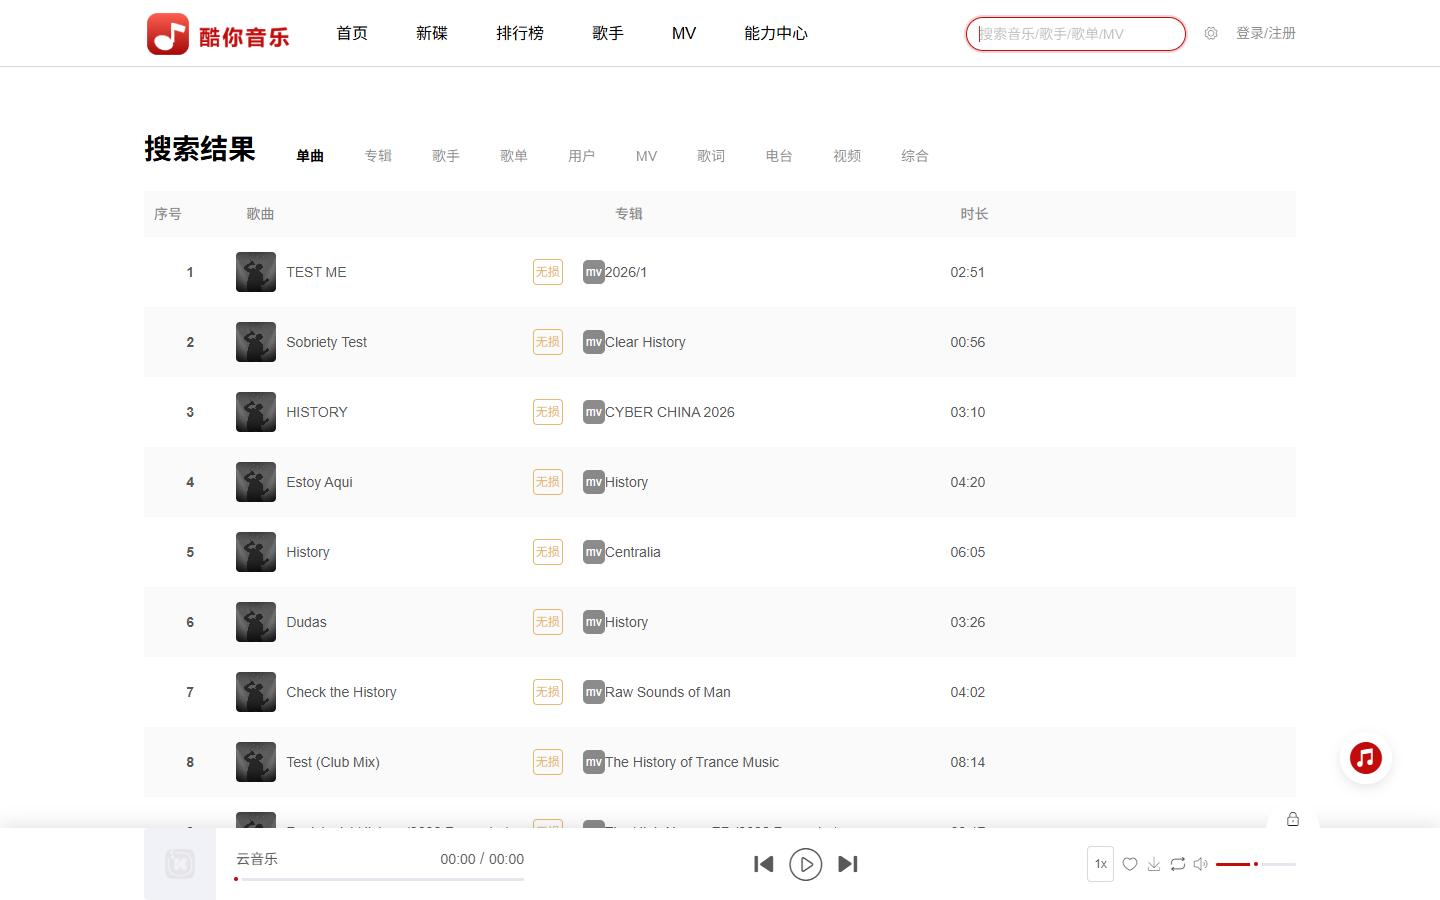 酷你音乐 首页 新碟 排行榜 歌手 MV 能力中心 搜索音乐/歌手/歌单/MV 登录/注册
搜索结果 单曲 专辑 歌手 歌单 用户 MV 歌词 电台 视频 综合
序号 歌曲 专辑 时长
1 TEST ME 无损 mv 2026/1 02:51
2 Sobriety Test 无损 mv Clear History 00:56
3 HISTORY 无损 mv CYBER CHINA 2026 03:10
4 Estoy Aqui 无损 mv History 04:20
5 History 无损 mv Centralia 06:05
6 Dudas 无损 mv History 03:26
7 Check the History 无损 mv Raw Sounds of Man 04:02
8 Test (Club Mix) 无损 mv The History of Trance Music 08:14
云音乐 00:00 / 00:00 1x